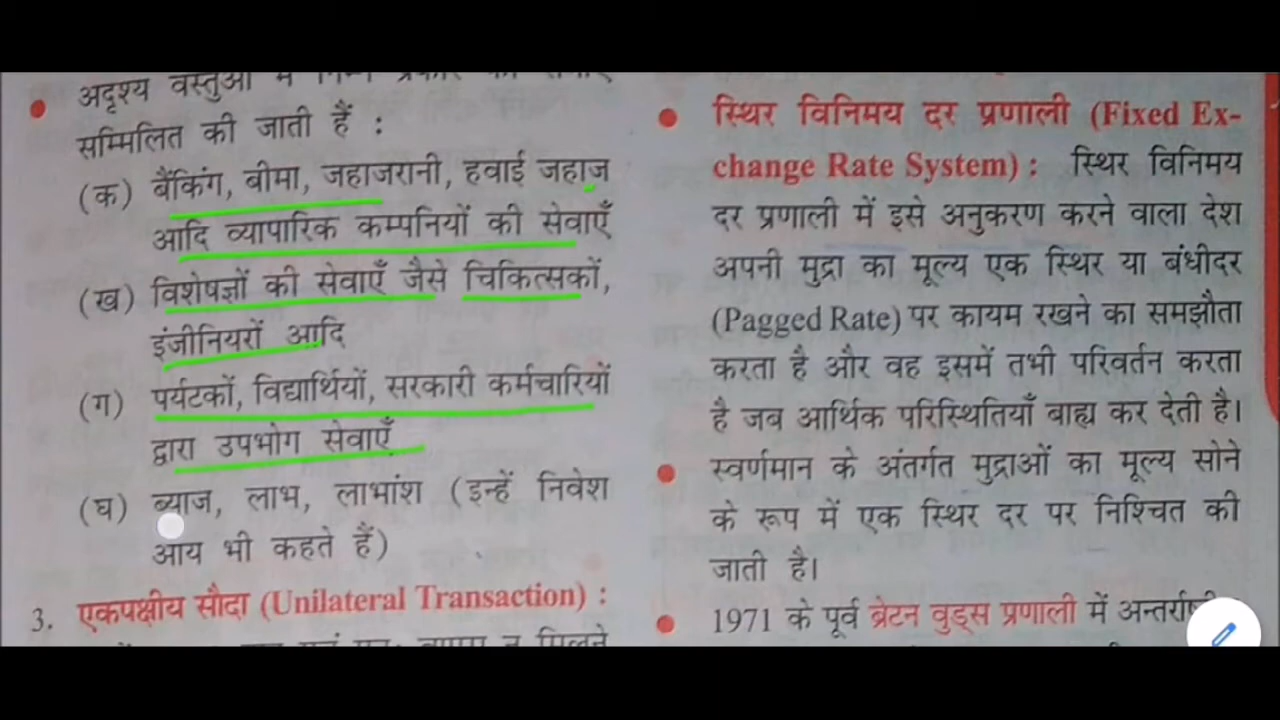 अदृश्य वस्तुओं में
सम्मिलित की जाती हैं :
(क) बैंकिंग, बीमा, जहाजरानी, हवाई जहाज
आदि व्यापारिक कम्पनियों की सेवाएँ
(ख) विशेषज्ञों की सेवाएँ जैसे चिकित्सकों,
इंजीनियरों आदि
(ग) पर्यटकों, विद्यार्थियों, सरकारी कर्मचारियों
द्वारा उपभोग सेवाएँ
(घ) ब्याज, लाभ, लाभांश (इन्हें निवेश
आय भी कहते हैं)
3. एकपक्षीय सौदा (Unilateral Transaction) :
स्थिर विनिमय दर प्रणाली (Fixed Ex-
change Rate System) : स्थिर विनिमय
दर प्रणाली में इसे अनुकरण करने वाला देश
अपनी मुद्रा का मूल्य एक स्थिर या बंधीदर
(Pagged Rate) पर कायम रखने का समझौता
करता है और वह इसमें तभी परिवर्तन करता
है जब आर्थिक परिस्थितियाँ बाह्य कर देती है।
स्वर्णमान के अंतर्गत मुद्राओं का मूल्य सोने
के रूप में एक स्थिर दर पर निश्चित की
जाती है।
1971 के पूर्व ब्रेटन वुड्स प्रणाली में